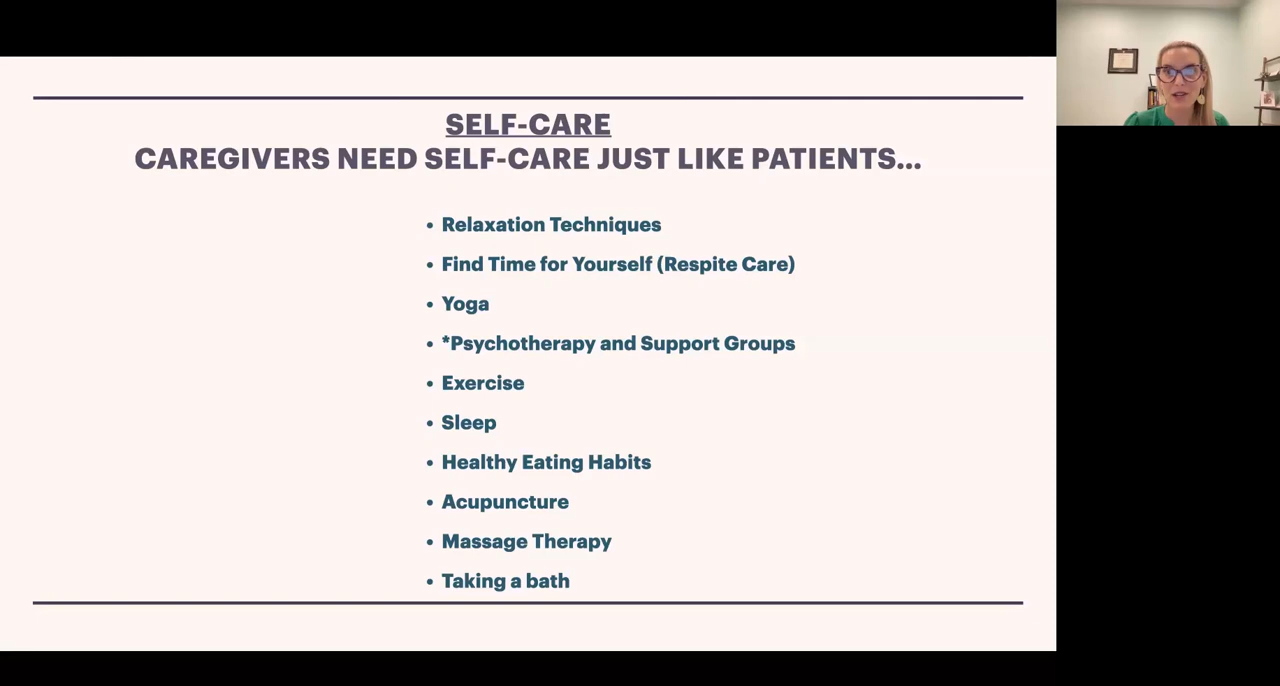 SELF-CARE
CAREGIVERS NEED SELF-CARE JUST LIKE PATIENTS...
• Relaxation Techniques
• Find Time for Yourself (Respite Care)
• Yoga
• *Psychotherapy and Support Groups
• Exercise
• Sleep
• Healthy Eating Habits
• Acupuncture
• Massage Therapy
• Taking a bath